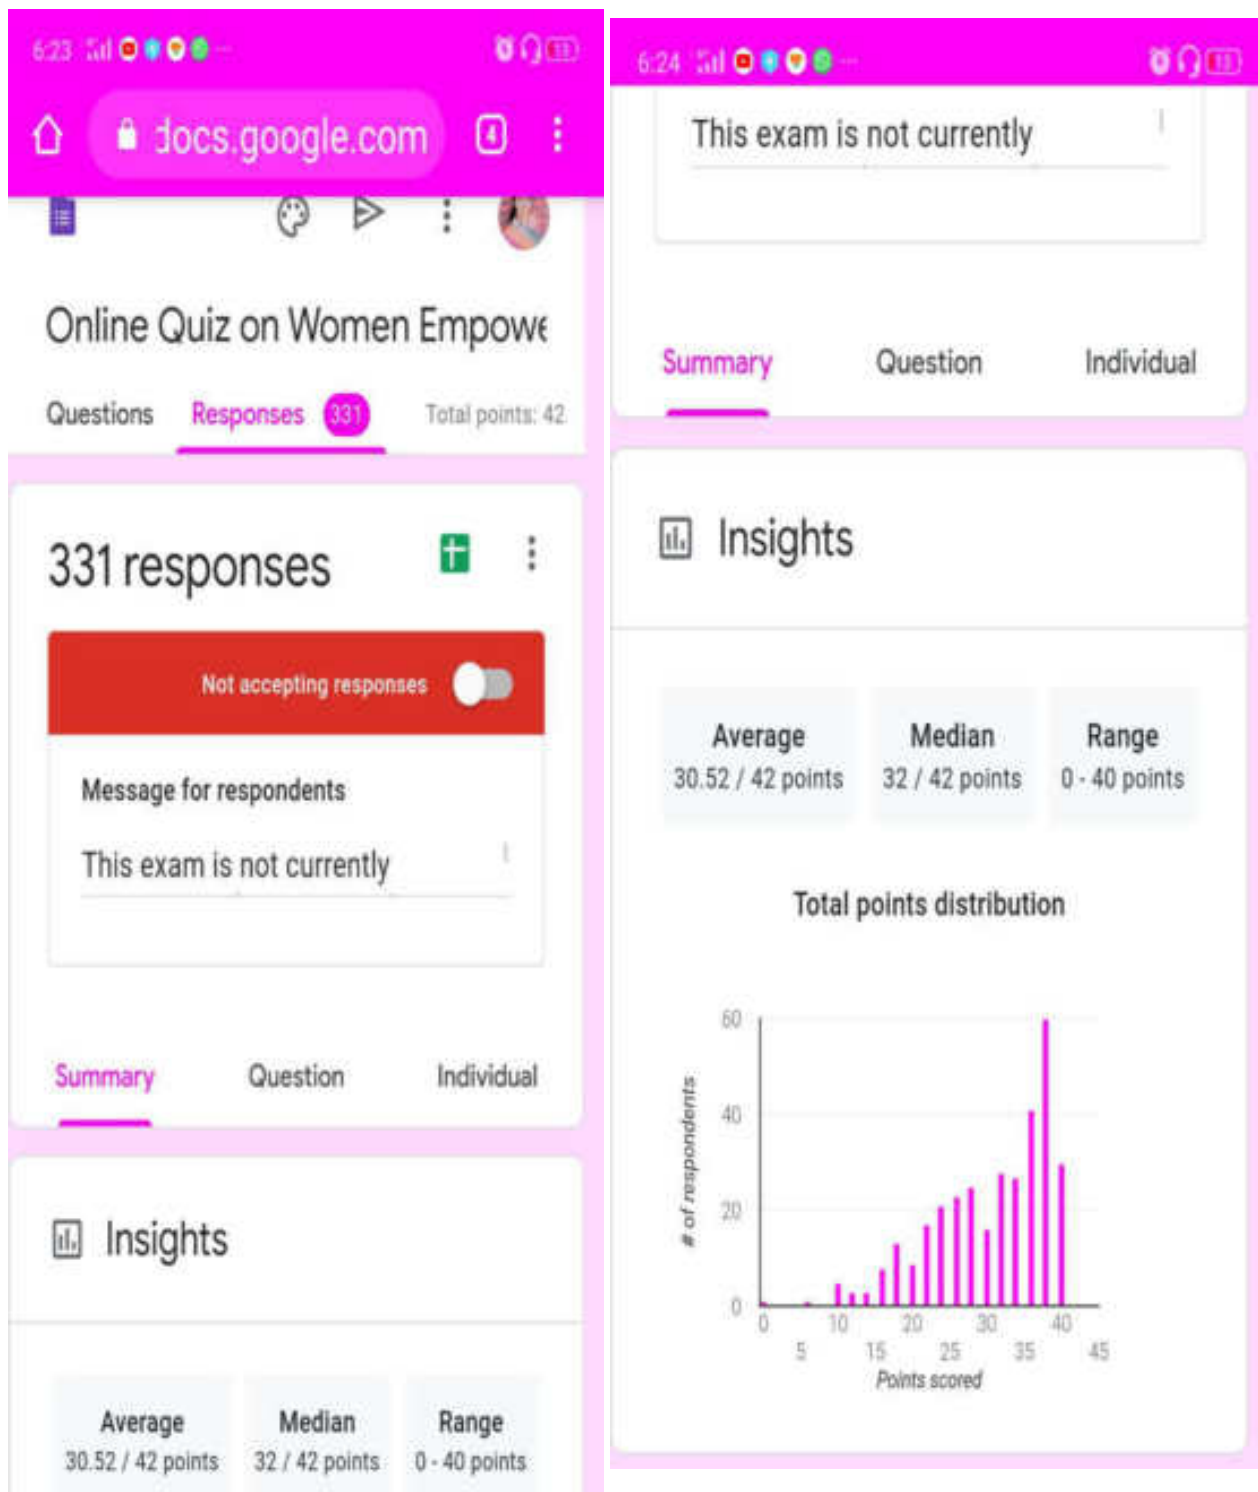 6:23
13
docs.google.com
4
Online Quiz on Women Empowe
Questions Responses 331 Total points: 42
331 responses
Not accepting responses
Message for respondents
This exam is not currently
Summary Question Individual
Insights
Average Median Range
30.52 / 42 points 32 / 42 points 0 - 40 points
6:24
13
This exam is not currently
Summary Question Individual
Insights
Average Median Range
30.52 / 42 points 32 / 42 points 0 - 40 points
Total points distribution
60
40
20
0
# of respondents
0 10 20 30 40
5 15 25 35 45
Points scored